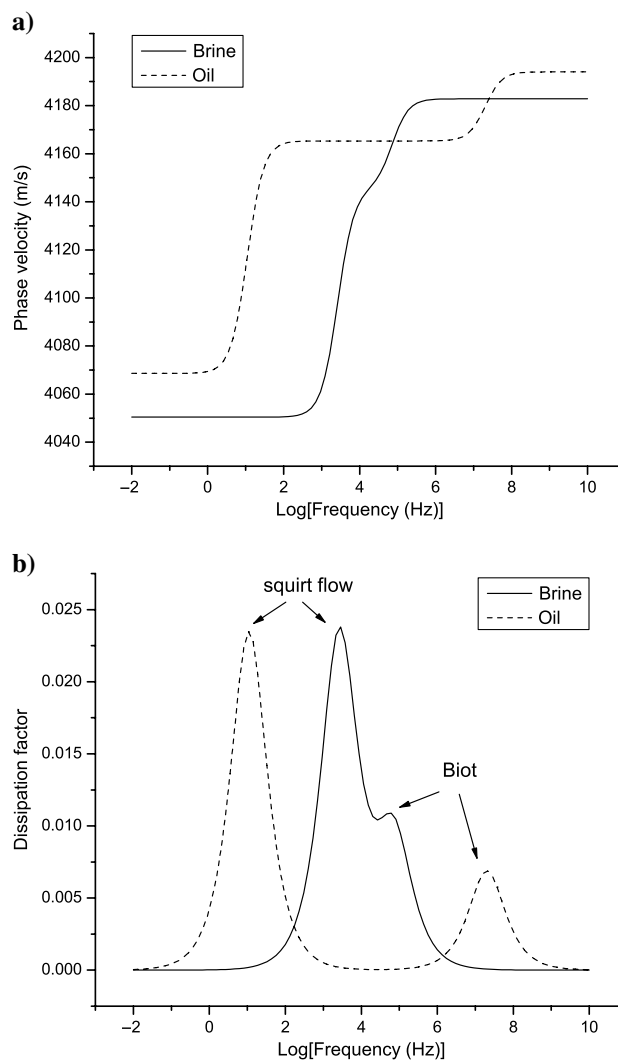 a)
Brine
Oil
4200
4180
4160
4140
4120
4100
4080
4060
4040
Phase velocity (m/s)
−2 0 2 4 6 8 10
Log[Frequency (Hz)]
b)
squirt flow
Brine
Oil
Biot
0.025
0.020
0.015
0.010
0.005
0.000
Dissipation factor
−2 0 2 4 6 8 10
Log[Frequency (Hz)]